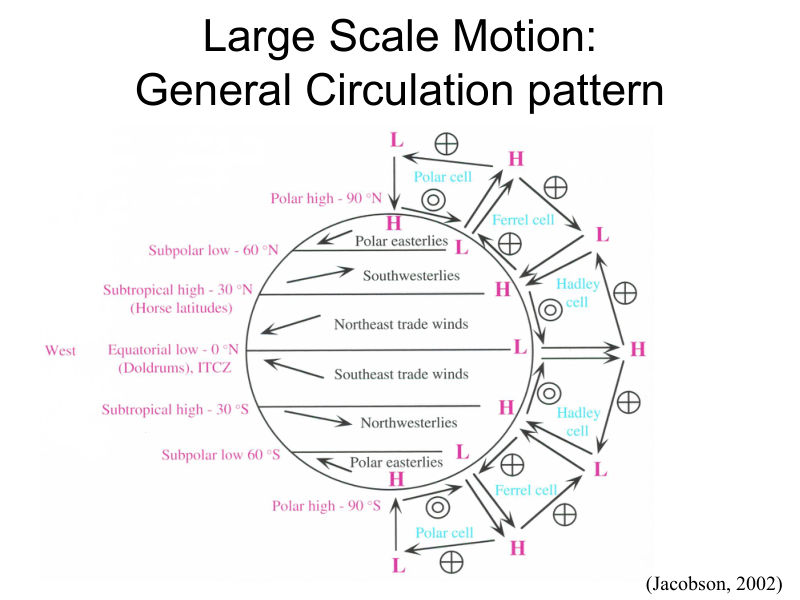 Large Scale Motion:
General Circulation pattern
L
H
Polar cell
Polar high - 90 °N
H
Ferrel cell
Polar easterlies
L
L
Subpolar low - 60 °N
Southwesterlies
Hadley
cell
Subtropical high - 30 °N
(Horse latitudes)
H
Northeast trade winds
West
Equatorial low - 0 °N
(Doldrums), ITCZ
L
H
Southeast trade winds
Subtropical high - 30 °S
H
Hadley
cell
Northwesterlies
Subpolar low 60 °S
L
Polar easterlies
L
H
Ferrel cell
Polar high - 90 °S
Polar cell
H
L
(Jacobson, 2002)